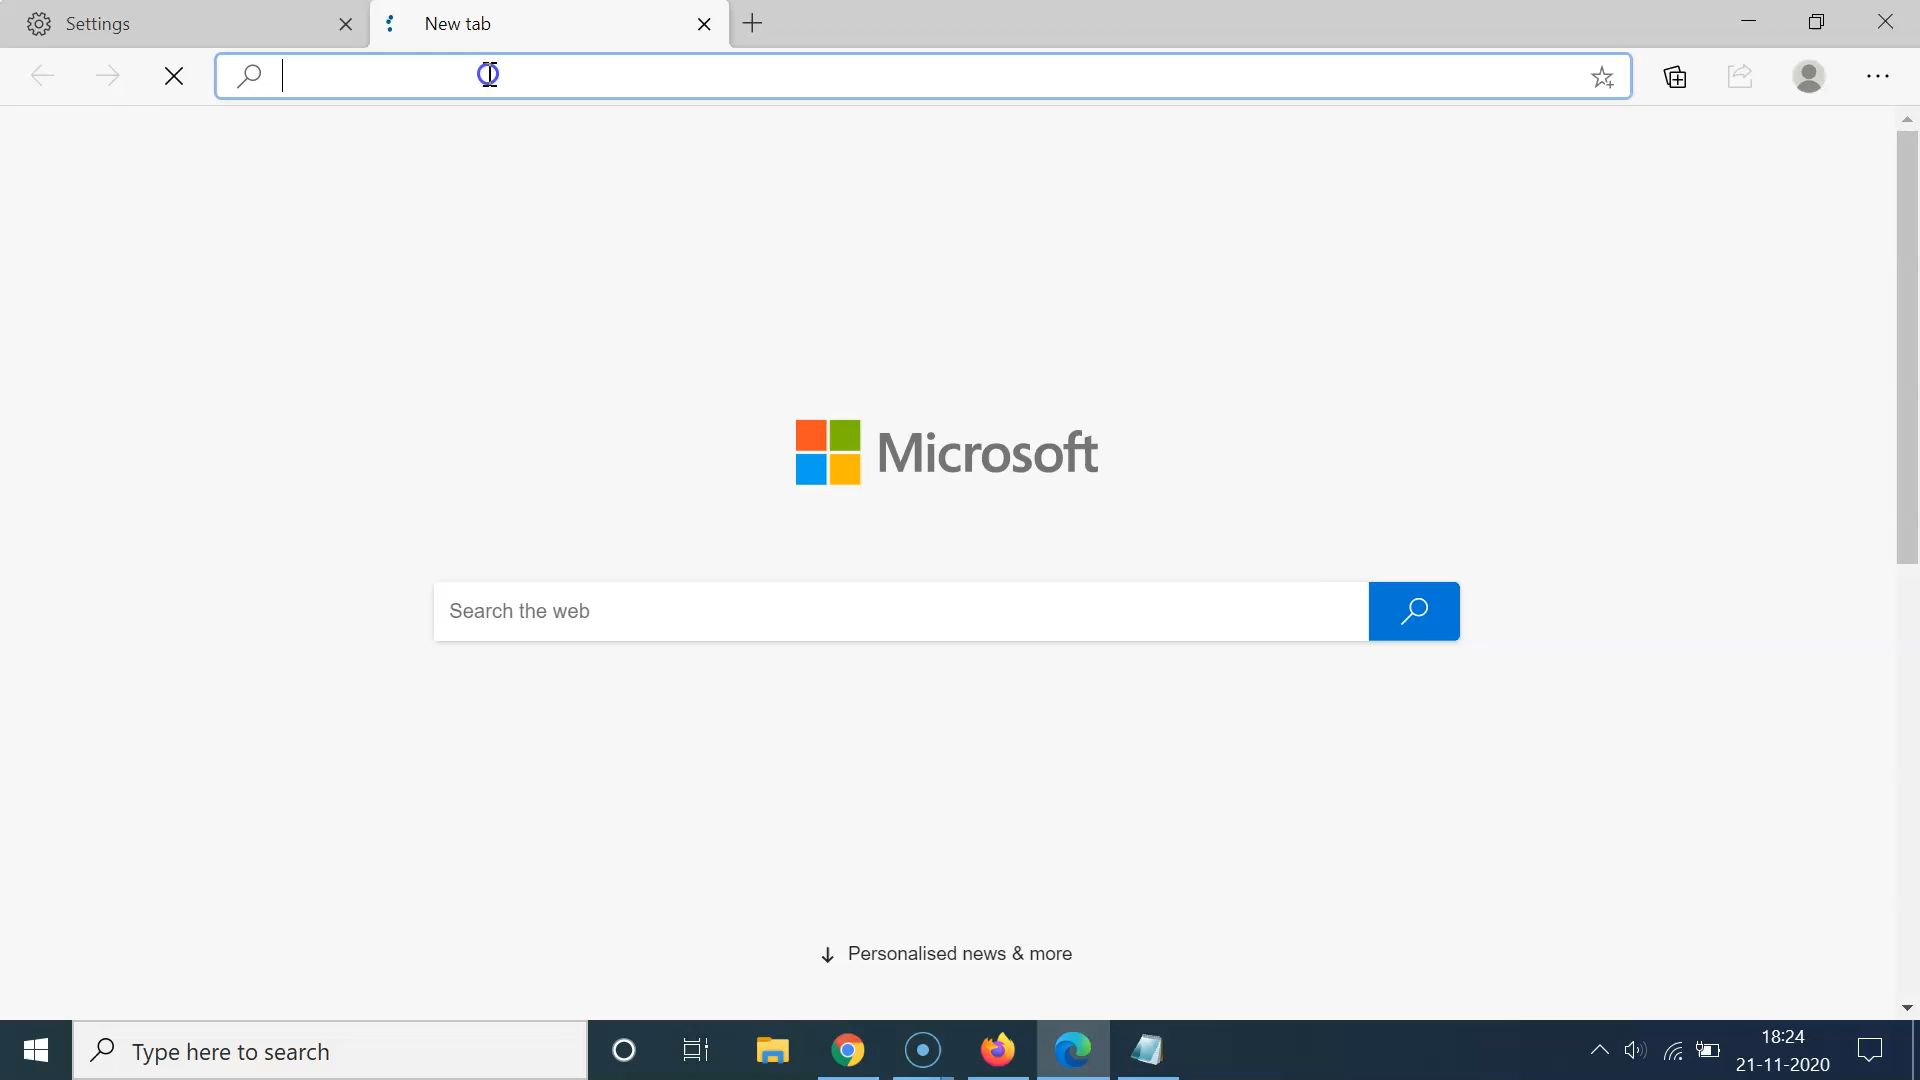 Settings
New tab
Microsoft
Search the web
Personalised news & more
Type here to search
18:24
21-11-2020